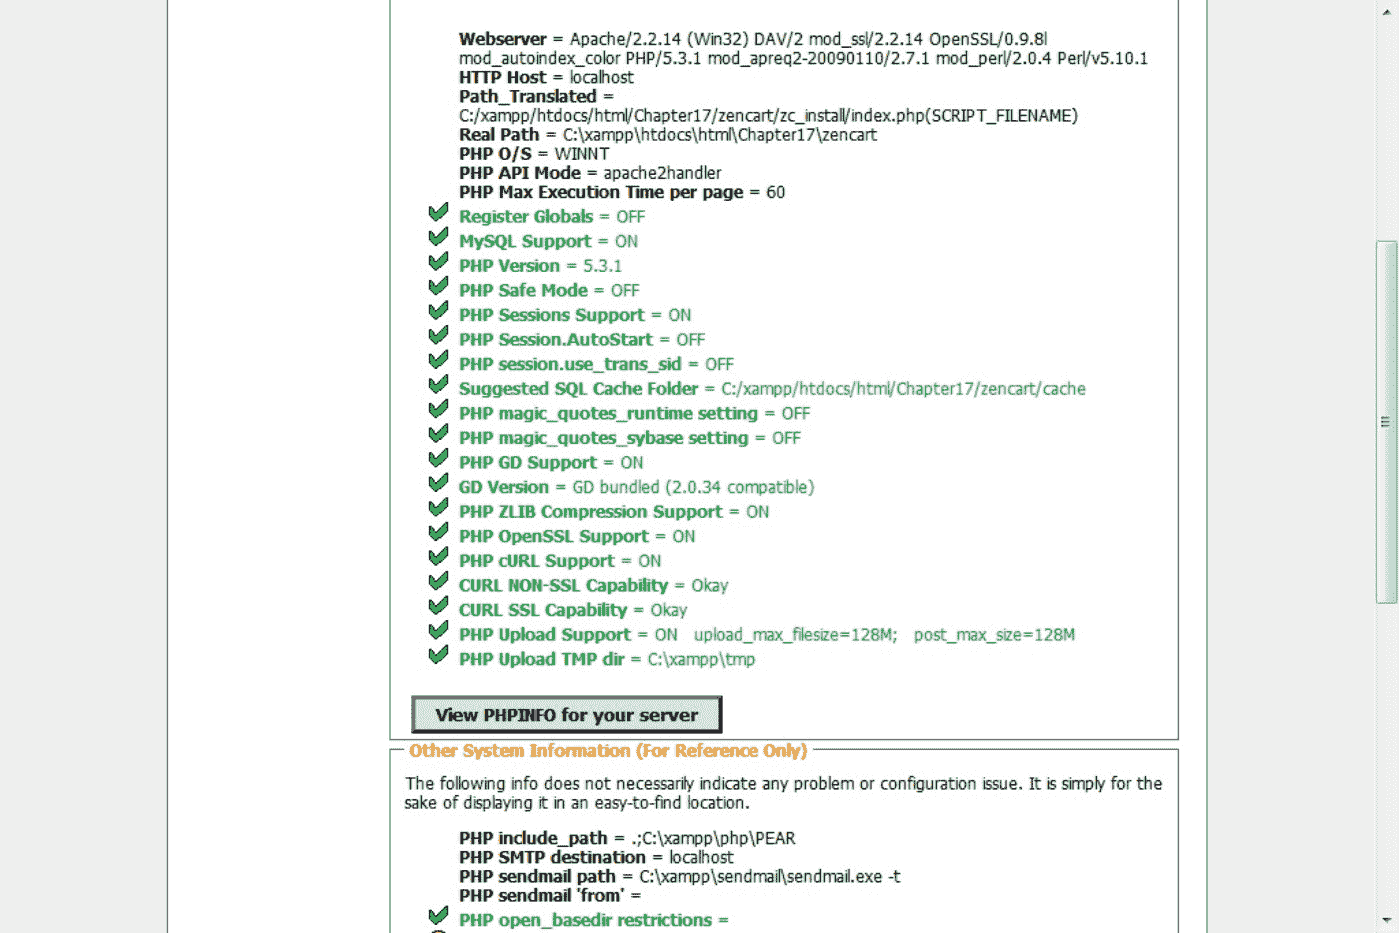 Webserver = Apache/2.2.14 (Win32) DAV/2 mod_ssl/2.2.14 OpenSSL/0.9.8l
mod_autoindex_color PHP/5.3.1 mod_apreq2-20090110/2.7.1 mod_perl/2.0.4 Perl/v5.10.1
HTTP Host = localhost
Path_Translated =
C:/xampp/htdocs/html/Chapter17/zencart/zc_install/index.php(SCRIPT_FILENAME)
Real Path = C:\xampp\htdocs\html\Chapter17\zencart
PHP O/S = WINNT
PHP API Mode = apache2handler
PHP Max Execution Time per page = 60
Register Globals = OFF
MySQL Support = ON
PHP Version = 5.3.1
PHP Safe Mode = OFF
PHP Sessions Support = ON
PHP Session.AutoStart = OFF
PHP session.use_trans_sid = OFF
Suggested SQL Cache Folder = C:/xampp/htdocs/html/Chapter17/zencart/cache
PHP magic_quotes_runtime setting = OFF
PHP magic_quotes_sybase setting = OFF
PHP GD Support = ON
GD Version = GD bundled (2.0.34 compatible)
PHP ZLIB Compression Support = ON
PHP OpenSSL Support = ON
PHP cURL Support = ON
CURL NON-SSL Capability = Okay
CURL SSL Capability = Okay
PHP Upload Support = ON upload_max_filesize=128M; post_max_size=128M
PHP Upload TMP dir = C:\xampp\tmp
View PHPINFO for your server
Other System Information (For Reference Only)
The following info does not necessarily indicate any problem or configuration issue. It is simply for the
sake of displaying it in an easy-to-find location.
PHP include_path = .;C:\xampp\php\PEAR
PHP SMTP destination = localhost
PHP sendmail path = C:\xampp\sendmail\sendmail.exe -t
PHP sendmail 'from' =
PHP open_basedir restrictions =